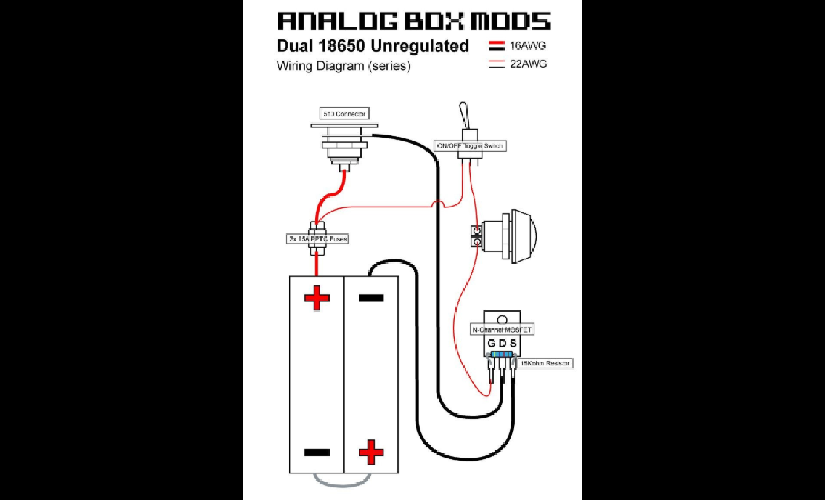 ANALOG BOX MODS
Dual 18650 Unregulated
16AWG
Wiring Diagram (series)
22AWG
510 Connector
ON/OFF Toggle Switch
2x 15A PPTC Fuses
+ −
N-Channel MOSFET
G D S
15Kohm Resistor
− +